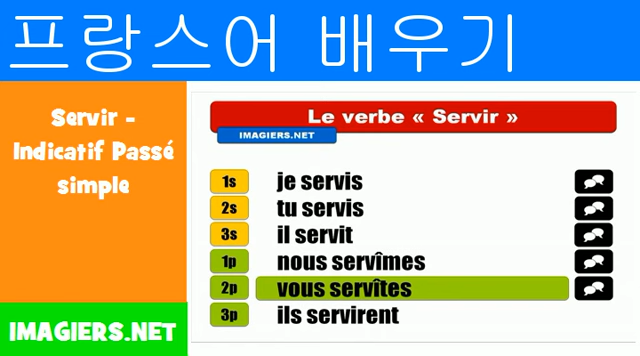 프랑스어 배우기
Servir -
Indicatif Passé
simple
IMAGIERS.NET
Le verbe « Servir »
IMAGIERS.NET
1s je servis
2s tu servis
3s il servit
1p nous servîmes
2p vous servîtes
3p ils servirent